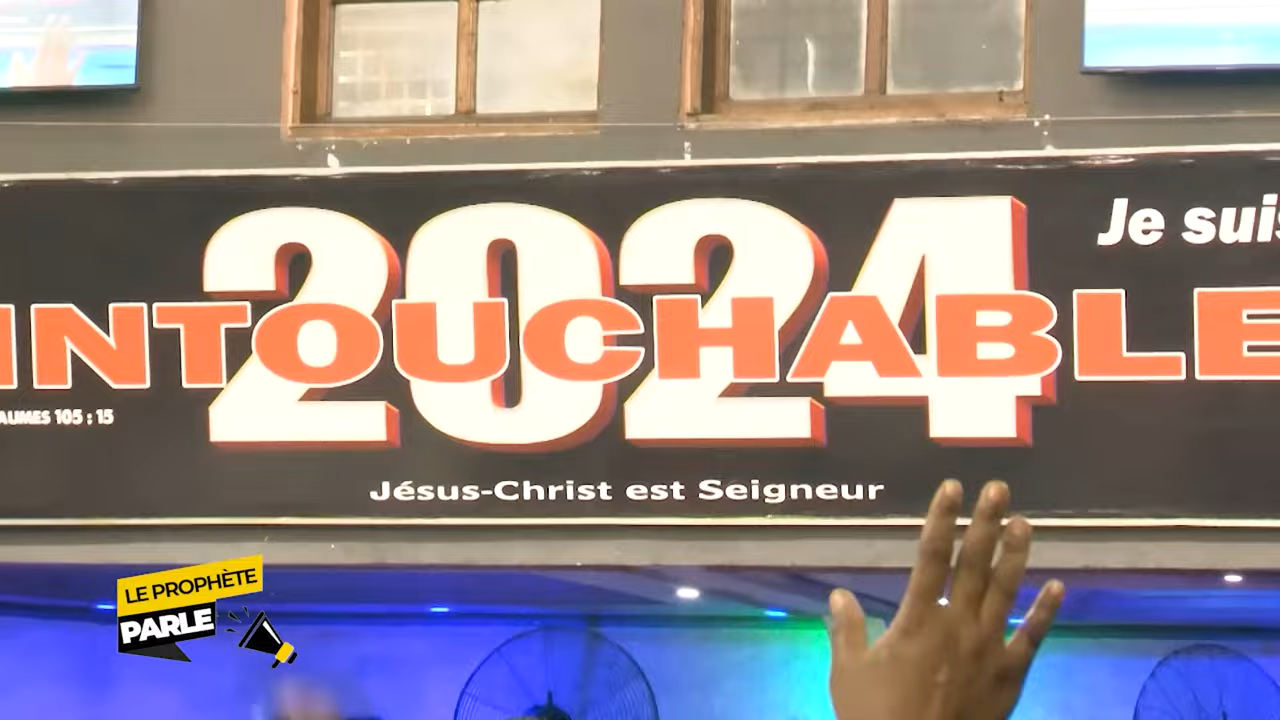 2024
Je suis
INTOUCHABLE
AUMES 105 : 15
Jésus-Christ est Seigneur
LE PROPHÈTE
PARLE